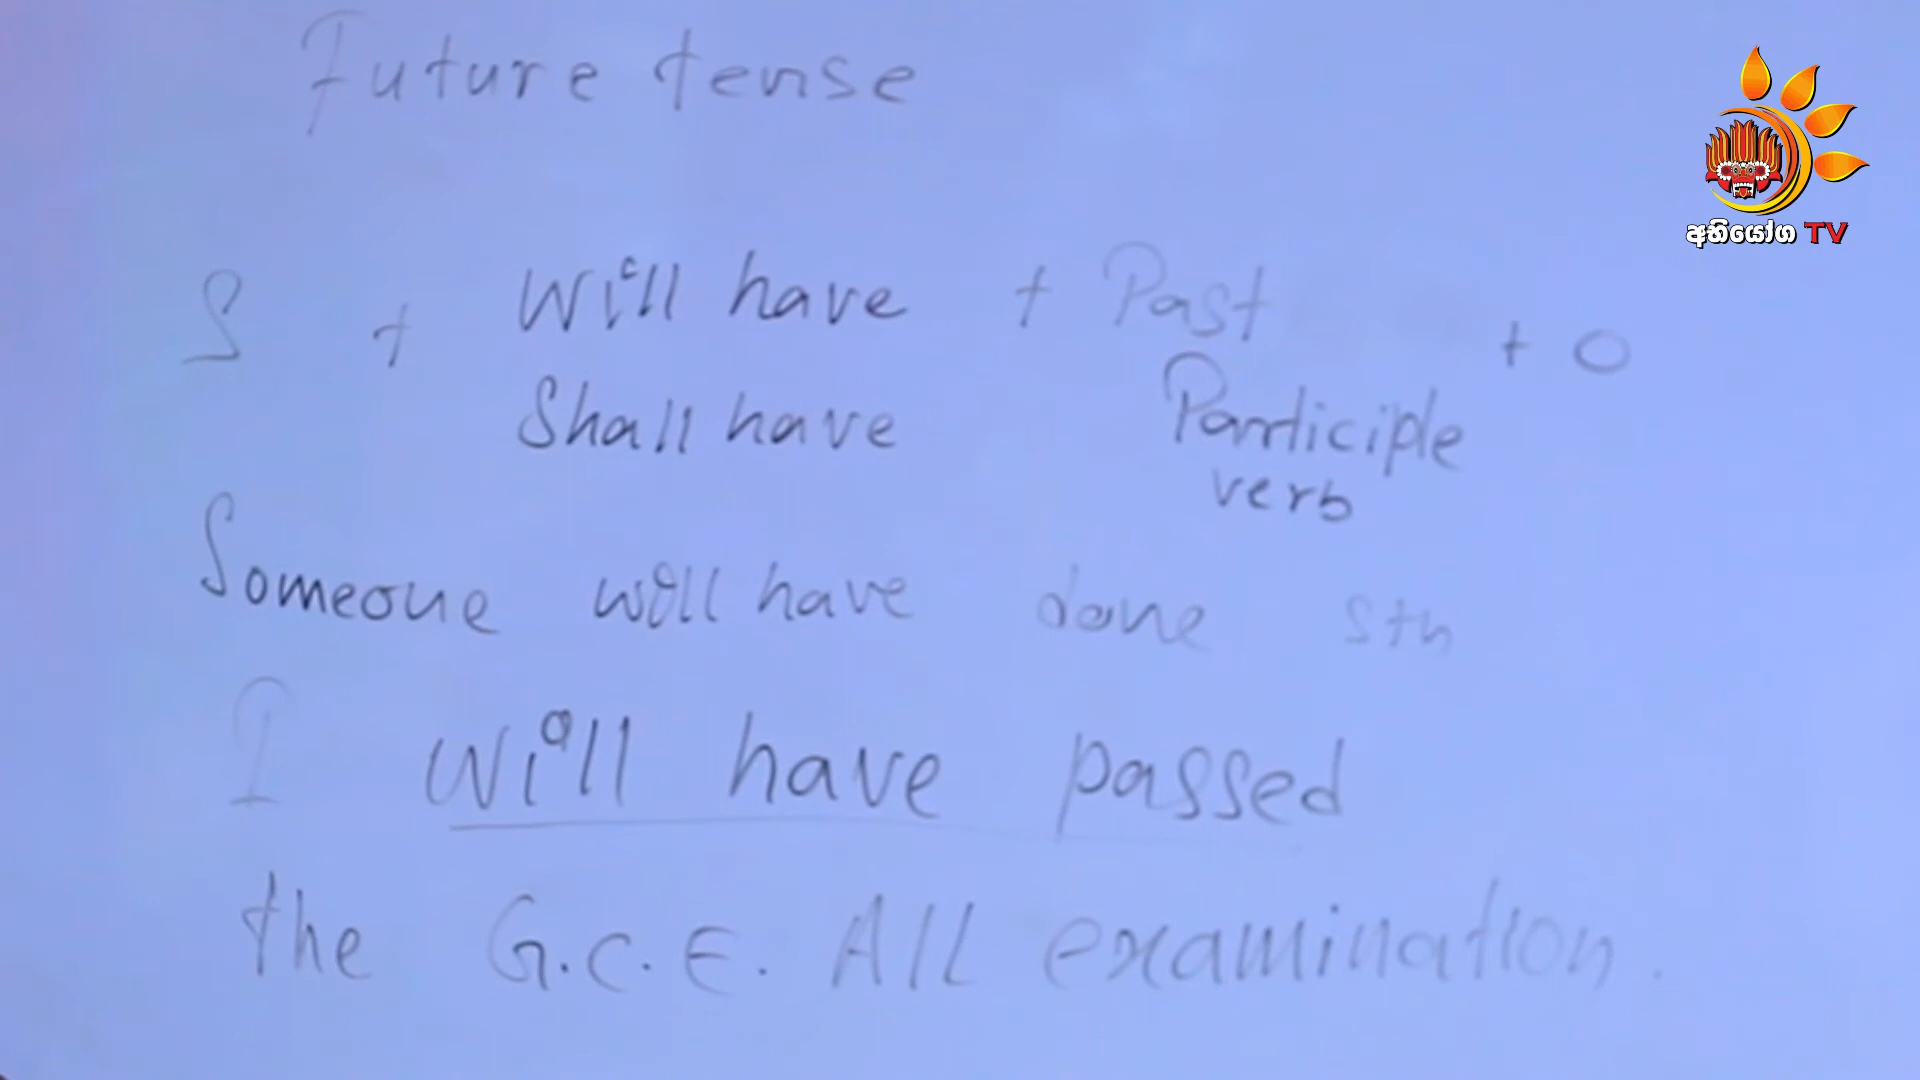 Future tense
S + Will have + Past + O
Shall have Participle
verb
Someone will have done sth
I will have passed
the G.C.E. A/L examination.
අභියෝග TV